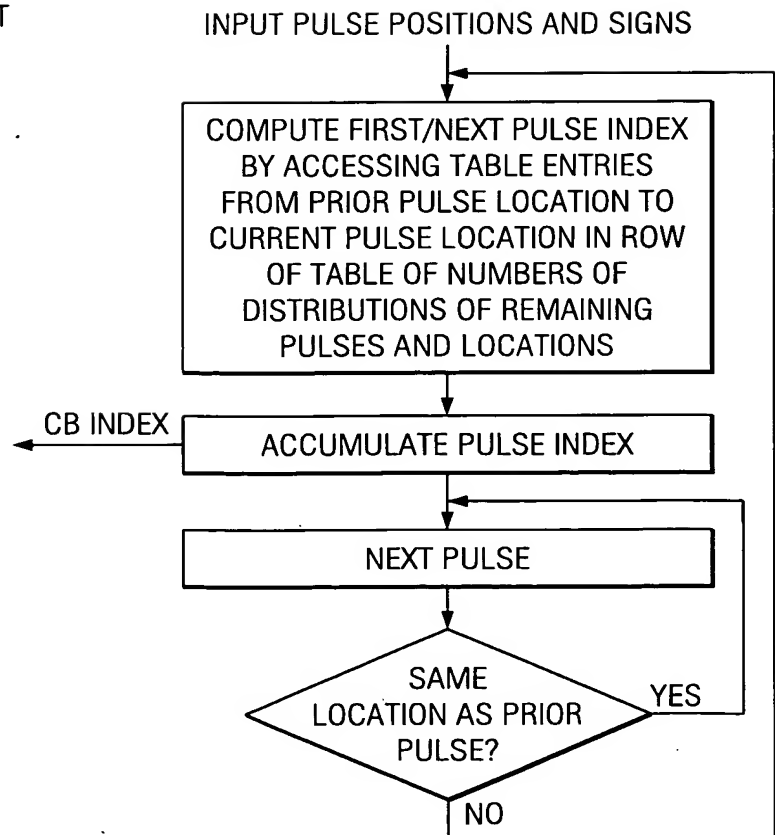 T
INPUT PULSE POSITIONS AND SIGNS
COMPUTE FIRST/NEXT PULSE INDEX
BY ACCESSING TABLE ENTRIES
FROM PRIOR PULSE LOCATION TO
CURRENT PULSE LOCATION IN ROW
OF TABLE OF NUMBERS OF
DISTRIBUTIONS OF REMAINING
PULSES AND LOCATIONS
CB INDEX
ACCUMULATE PULSE INDEX
NEXT PULSE
SAME
LOCATION AS PRIOR
PULSE?
YES
NO